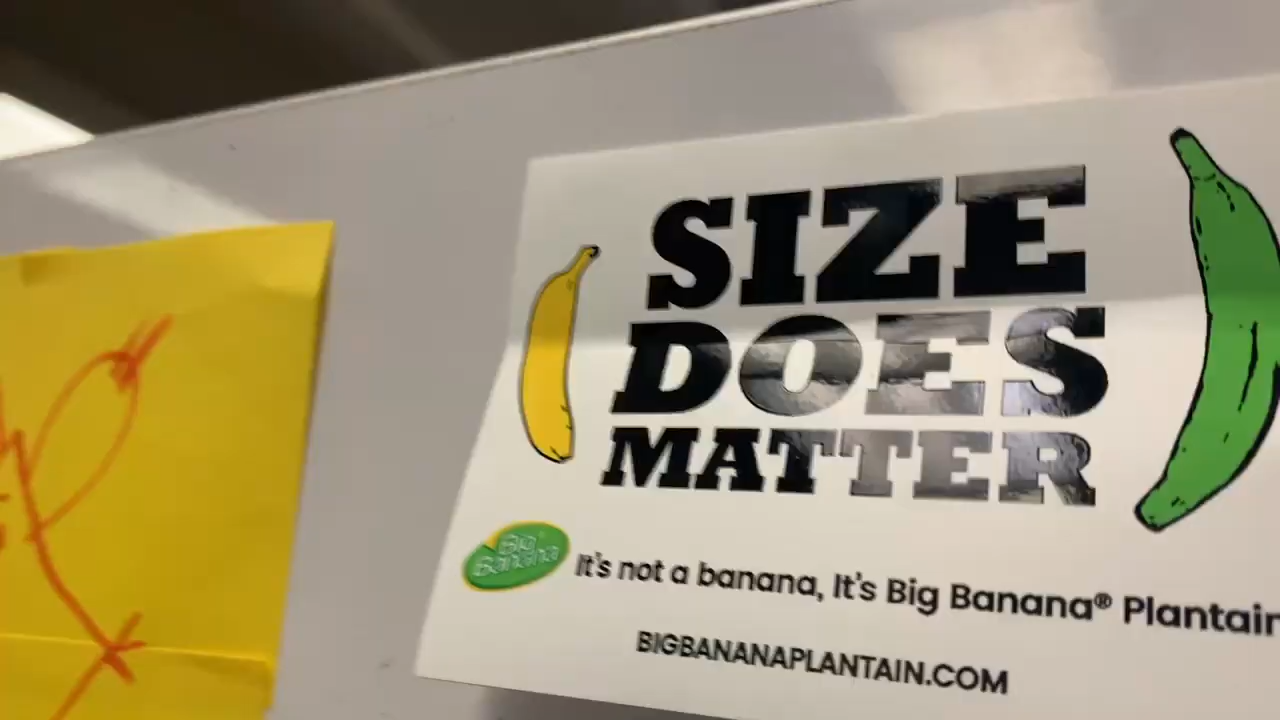 SIZE
DOES
MATTER
Big
Banana
It's not a banana, It's Big Banana® Plantain
BIGBANANAPLANTAIN.COM